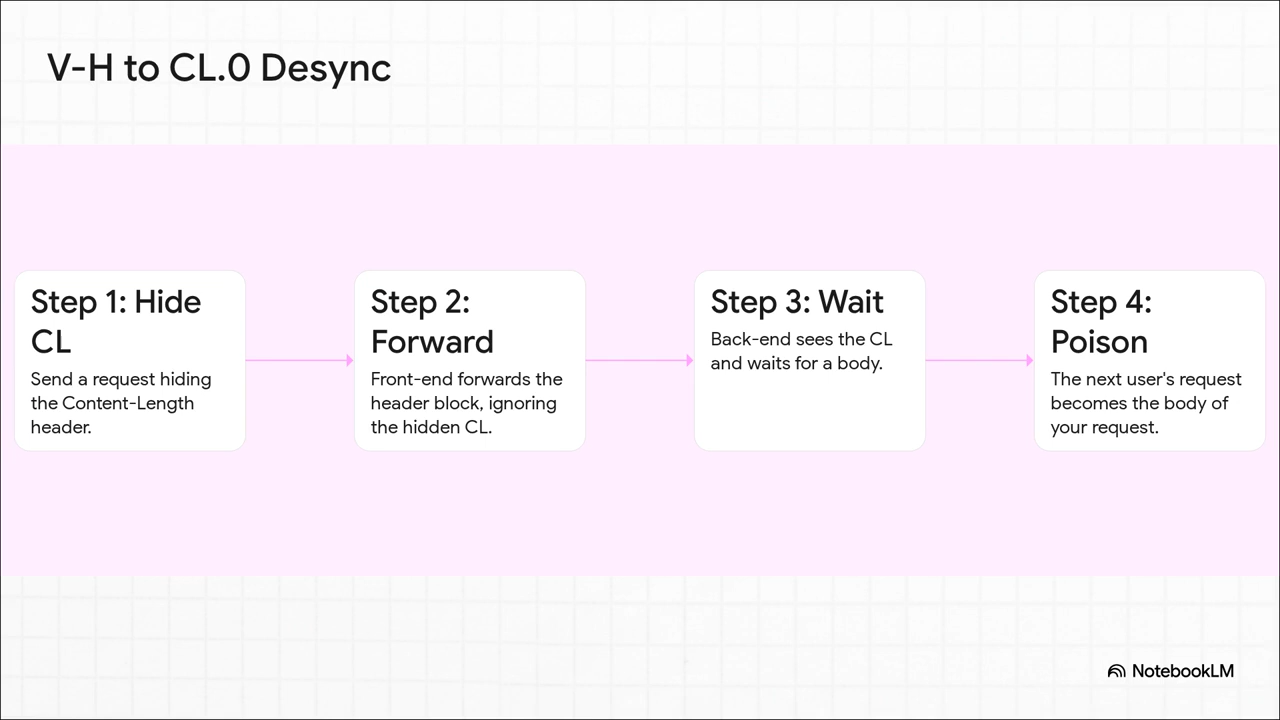 V-H to CL.0 Desync
Step 1: Hide
CL
Send a request hiding
the Content-Length
header.
Step 2:
Forward
Front-end forwards the
header block, ignoring
the hidden CL.
Step 3: Wait
Back-end sees the CL
and waits for a body.
Step 4:
Poison
The next user's request
becomes the body of
your request.
NotebookLM